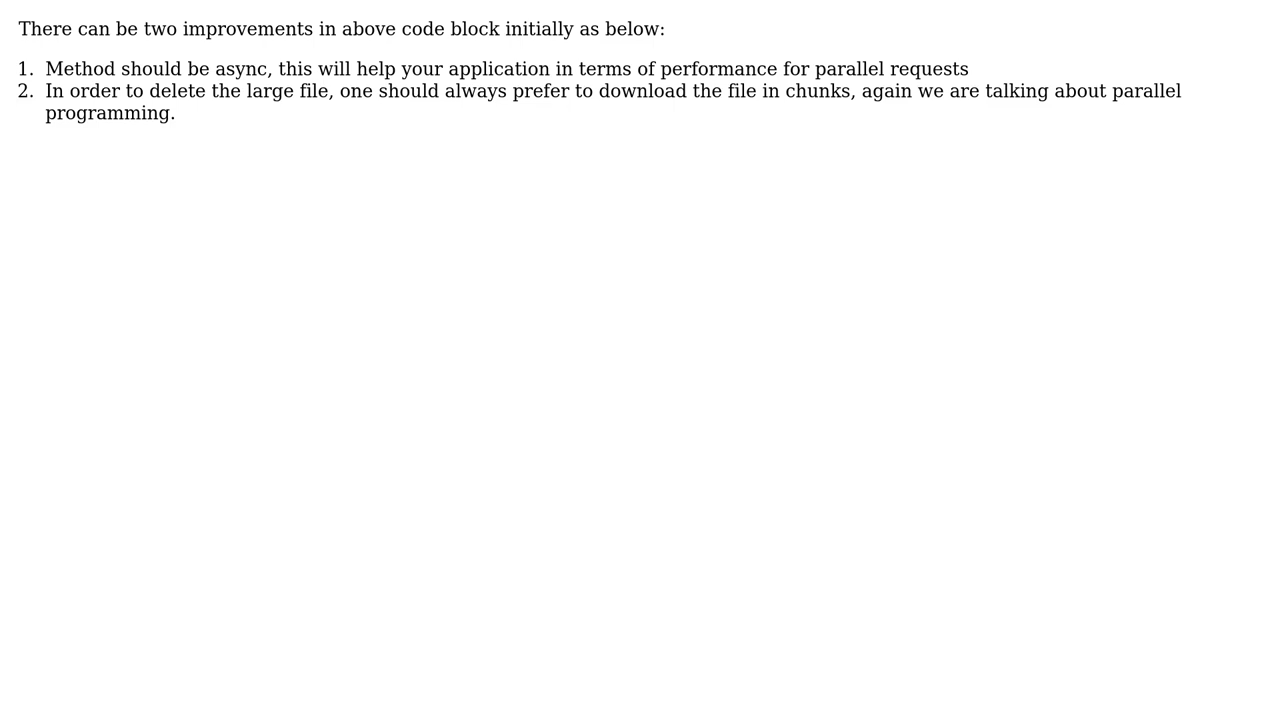 There can be two improvements in above code block initially as below:
1. Method should be async, this will help your application in terms of performance for parallel requests
2. In order to delete the large file, one should always prefer to download the file in chunks, again we are talking about parallel
programming.